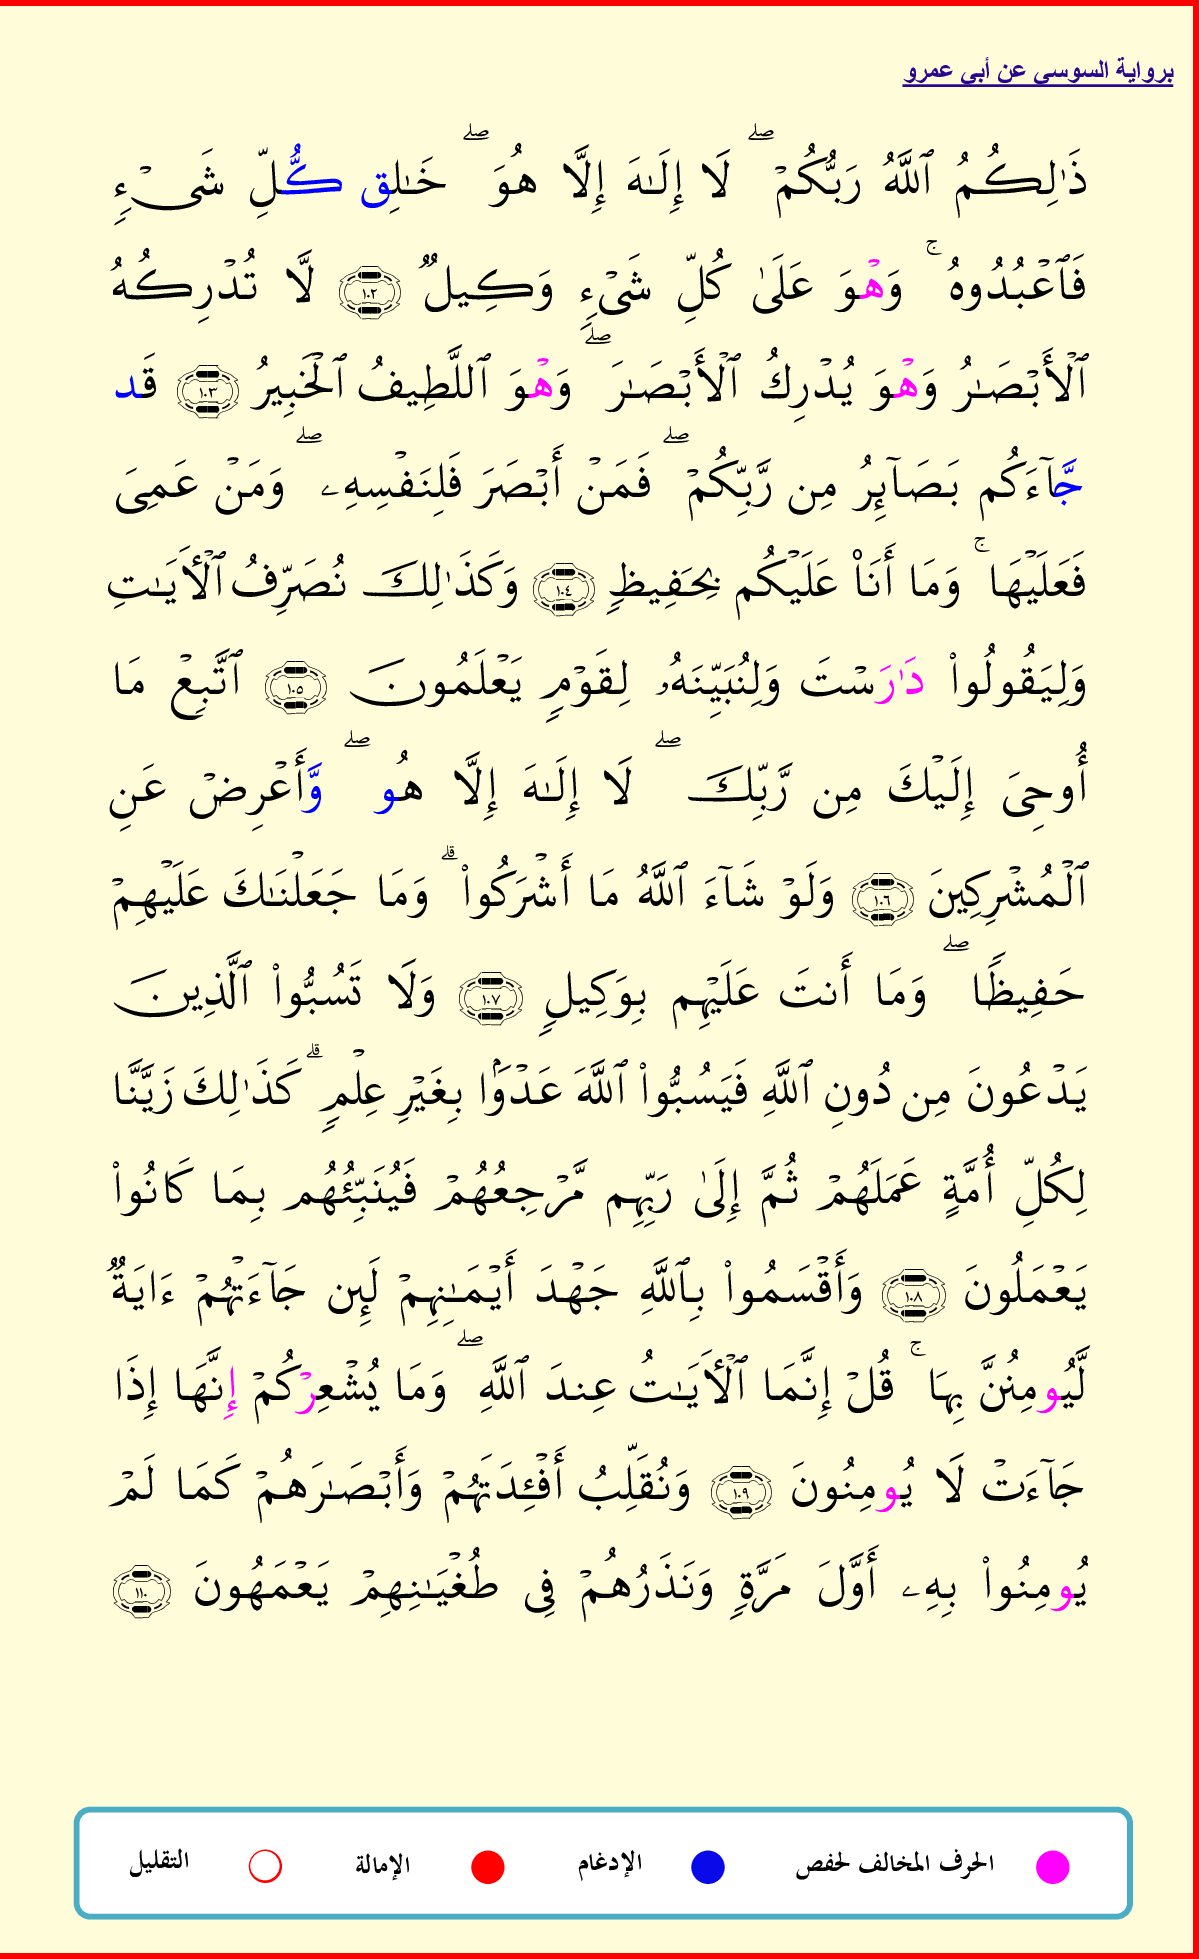 برواية السوسي عن أبي عمرو
ذَٰلِكُمُ ٱللَّهُ رَبُّكُمۡۖ لَا إِلَٰهَ إِلَّا هُوَۖ خَٰلِق كُّلِّ شَيۡءٖ
فَٱعۡبُدُوهُۚ وَهۡوَ عَلَىٰ كُلِّ شَيۡءٖ وَكِيلٞ ١٠٢ لَّا تُدۡرِكُهُ
ٱلۡأَبۡصَٰرُ وَهۡوَ يُدۡرِكُ ٱلۡأَبۡصَٰرَۖ وَهۡوَ ٱللَّطِيفُ ٱلۡخَبِيرُ ١٠٣ قَد
جَّآءَكُم بَصَآئِرُ مِن رَّبِّكُمۡۖ فَمَنۡ أَبۡصَرَ فَلِنَفۡسِهِۦۖ وَمَنۡ عَمِيَ
فَعَلَيۡهَاۚ وَمَا أَنَا۠ عَلَيۡكُم بِحَفِيظٖ ١٠٤ وَكَذَٰلِكَ نُصَرِّفُ ٱلۡأٓيَٰتِ
وَلِيَقُولُواْ دَٰرَسۡتَ وَلِنُبَيِّنَهُۥ لِقَوۡمٖ يَعۡلَمُونَ ١٠٥ ٱتَّبِعۡ مَا
أُوحِيَ إِلَيۡكَ مِن رَّبِّكَۖ لَا إِلَٰهَ إِلَّا هُوۖ وَّأَعۡرِضۡ عَنِ
ٱلۡمُشۡرِكِينَ ١٠٦ وَلَوۡ شَآءَ ٱللَّهُ مَا أَشۡرَكُواْۗ وَمَا جَعَلۡنَٰكَ عَلَيۡهِمۡ
حَفِيظٗاۖ وَمَا أَنتَ عَلَيۡهِم بِوَكِيلٖ ١٠٧ وَلَا تَسُبُّواْ ٱلَّذِينَ
يَدۡعُونَ مِن دُونِ ٱللَّهِ فَيَسُبُّواْ ٱللَّهَ عَدۡوَۢا بِغَيۡرِ عِلۡمٖۗ كَذَٰلِكَ زَيَّنَّا
لِكُلِّ أُمَّةٍ عَمَلَهُمۡ ثُمَّ إِلَىٰ رَبِّهِم مَّرۡجِعُهُمۡ فَيُنَبِّئُهُم بِمَا كَانُواْ
يَعۡمَلُونَ ١٠٨ وَأَقۡسَمُواْ بِٱللَّهِ جَهۡدَ أَيۡمَٰنِهِمۡ لَئِن جَآءَتۡهُمۡ ءَايَةٞ
لَّيُومِنُنَّ بِهَاۚ قُلۡ إِنَّمَا ٱلۡأٓيَٰتُ عِندَ ٱللَّهِۖ وَمَا يُشۡعِرۡكُمۡ إِنَّهَا إِذَا
جَآءَتۡ لَا يُومِنُونَ ١٠٩ وَنُقَلِّبُ أَفۡـِٔدَتَهُمۡ وَأَبۡصَٰرَهُمۡ كَمَا لَمۡ
يُومِنُواْ بِهِۦ أَوَّلَ مَرَّةٖ وَنَذَرُهُمۡ فِي طُغۡيَٰنِهِمۡ يَعۡمَهُونَ ١١٠
الحرف المخالف لحفص الإدغام الإمالة التقليل